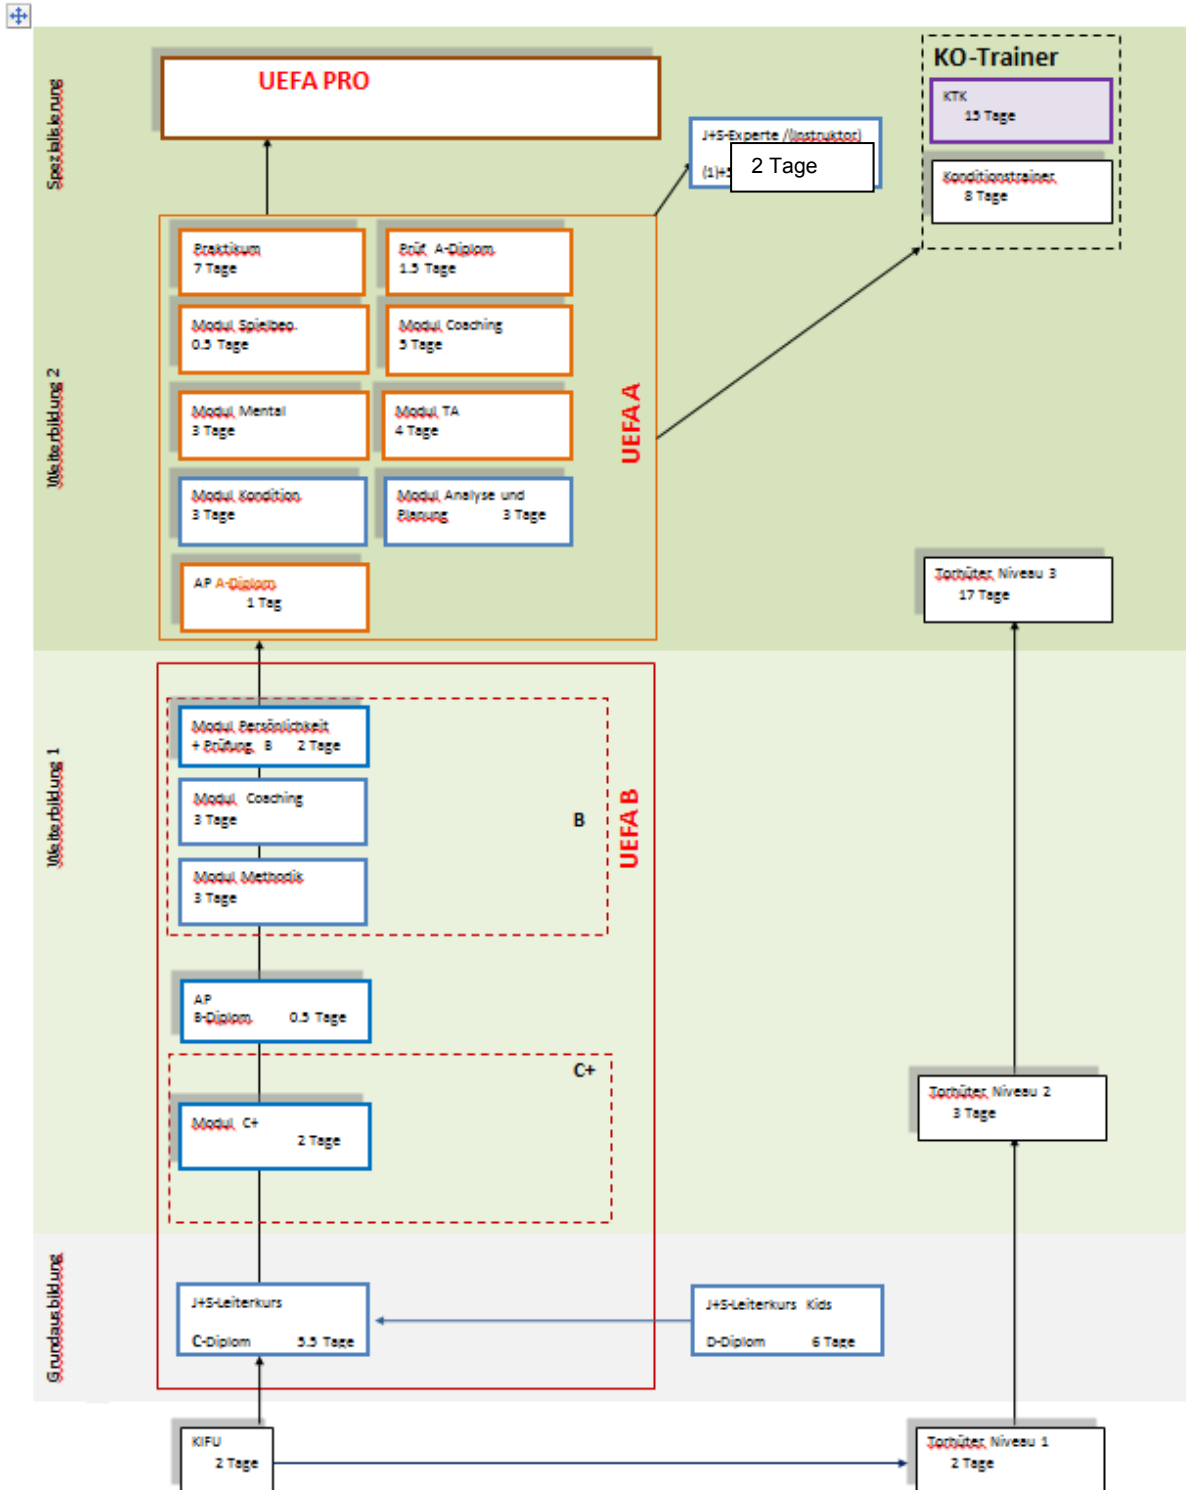 Spezialisierung
UEFA PRO
KO-Trainer
KTK
15 Tage
J+S-Experte /(Instruktor)
(1)+
2 Tage
Konditionstrainer
8 Tage
Weiterbildung 2
Praktikum
7 Tage
Prüf. A-Diplom
1.5 Tage
Modul Spielbeo.
0.5 Tage
Modul Coaching
5 Tage
Modul Mental
3 Tage
Modul TA
4 Tage
UEFA A
Modul Kondition
3 Tage
Modul Analyse und
Planung 3 Tage
AP A-Diplom
1 Tag
Torhüter Niveau 3
17 Tage
Weiterbildung 1
Modul Persönlichkeit
+ Prüfung B 2 Tage
Modul Coaching
3 Tage
B
UEFA B
Modul Methodik
3 Tage
AP
B-Diplom 0.5 Tage
C+
Modul C+
2 Tage
Torhüter Niveau 2
3 Tage
Grundausbildung
J+S-Leiterkurs
C-Diplom 5.5 Tage
J+S-Leiterkurs Kids
D-Diplom 6 Tage
KIFU
2 Tage
Torhüter Niveau 1
2 Tage